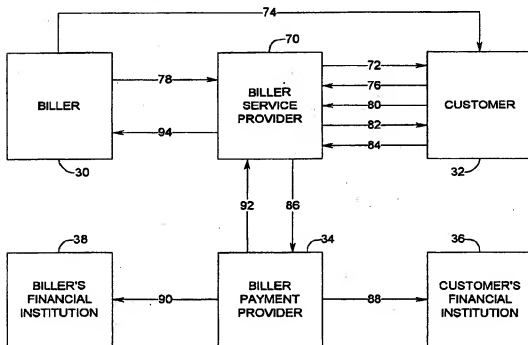 74
70
BILLER
78
94
BILLER
SERVICE
PROVIDER
72
76
80
82
84
CUSTOMER
30
32
92
86
38
34
36
BILLER'S
FINANCIAL
INSTITUTION
90
BILLER
PAYMENT
PROVIDER
88
CUSTOMER'S
FINANCIAL
INSTITUTION